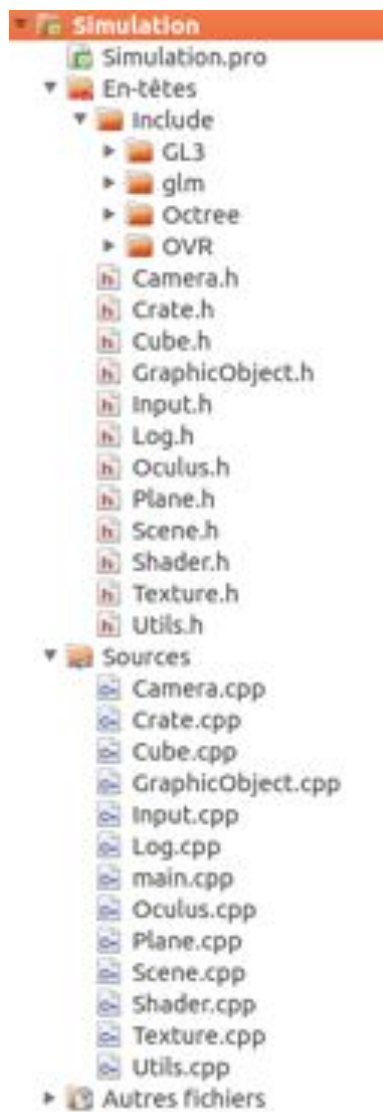 Simulation
Simulation.pro
En-têtes
Include
GL3
glm
Octree
OVR
Camera.h
Crate.h
Cube.h
GraphicObject.h
Input.h
Log.h
Oculus.h
Plane.h
Scene.h
Shader.h
Texture.h
Utils.h
Sources
Camera.cpp
Crate.cpp
Cube.cpp
GraphicObject.cpp
Input.cpp
Log.cpp
main.cpp
Oculus.cpp
Plane.cpp
Scene.cpp
Shader.cpp
Texture.cpp
Utils.cpp
Autres fichiers